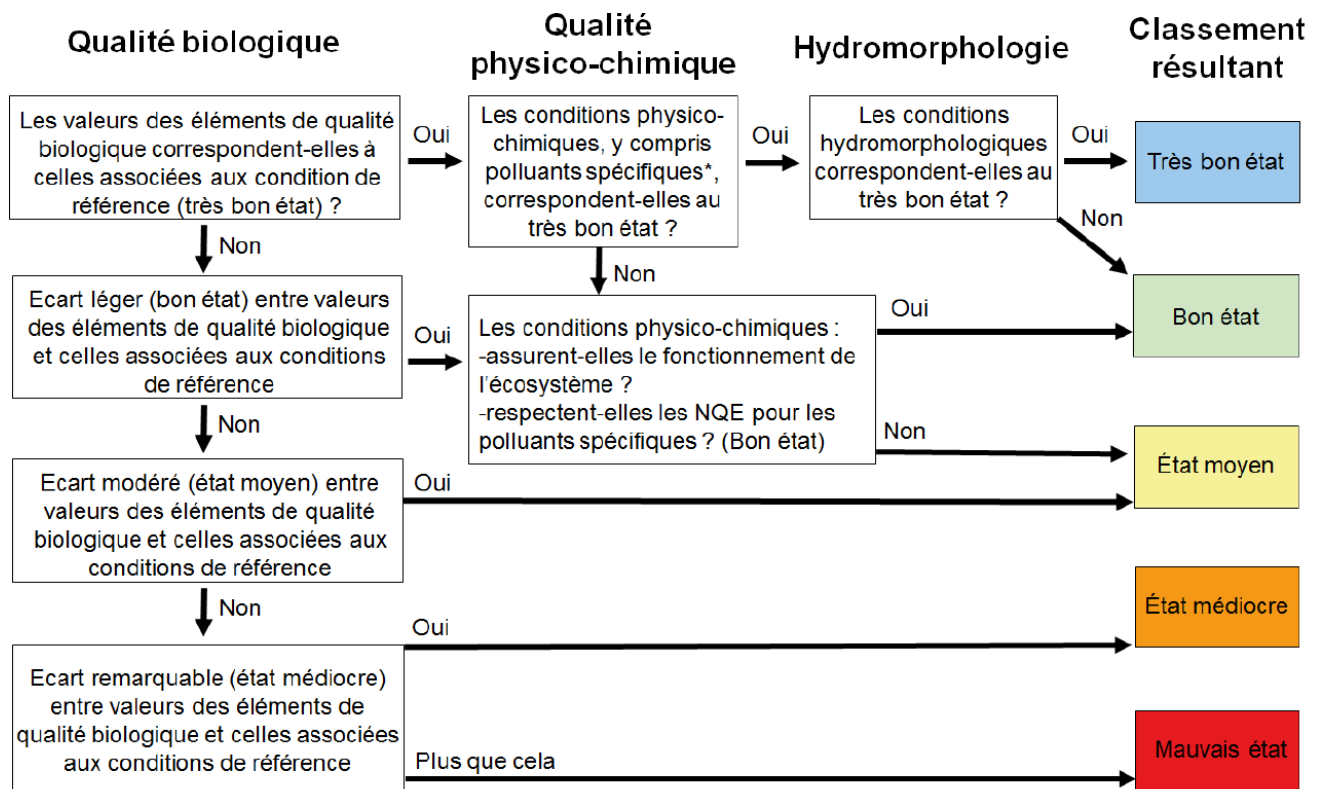 Qualité biologique
Qualité
physico-chimique
Hydromorphologie
Classement
résultant
Les valeurs des éléments de qualité
biologique correspondent-elles à
celles associées aux condition de
référence (très bon état) ?
Oui
Les conditions physico-
chimiques, y compris
polluants spécifiques*,
correspondent-elles au
très bon état ?
Oui
Les conditions
hydromorphologiques
correspondent-elles au
très bon état ?
Oui
Très bon état
Non
Non
Non
Ecart léger (bon état) entre valeurs
des éléments de qualité biologique
et celles associées aux conditions
de référence
Oui
Les conditions physico-chimiques :
-assurent-elles le fonctionnement de
l'écosystème ?
-respectent-elles les NQE pour les
polluants spécifiques ? (Bon état)
Oui
Bon état
Non
Non
État moyen
Ecart modéré (état moyen) entre
valeurs des éléments de qualité
biologique et celles associées aux
conditions de référence
Oui
Non
Oui
État médiocre
Ecart remarquable (état médiocre)
entre valeurs des éléments de
qualité biologique et celles associées
aux conditions de référence
Plus que cela
Mauvais état